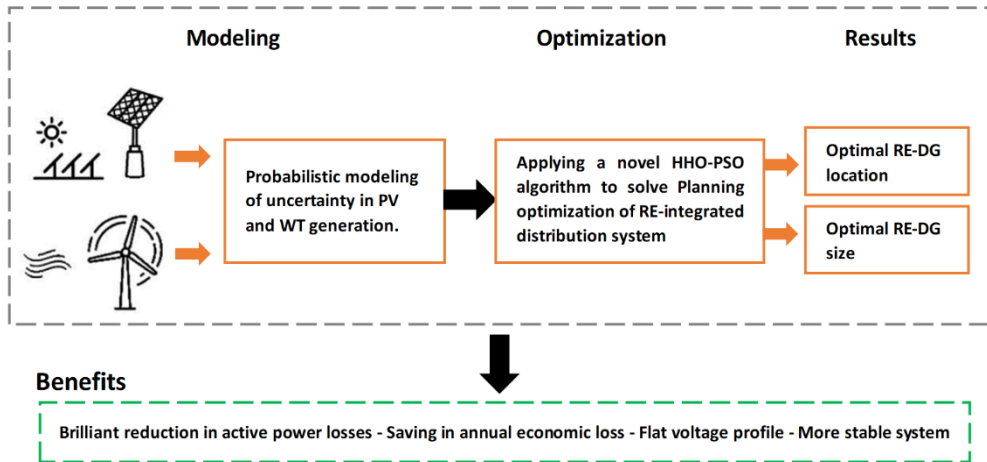 Modeling
Optimization
Results
Probabilistic modeling
of uncertainty in PV
and WT generation.
Applying a novel HHO-PSO
algorithm to solve Planning
optimization of RE-integrated
distribution system
Optimal RE-DG
location
Optimal RE-DG
size
Benefits
Brilliant reduction in active power losses - Saving in annual economic loss - Flat voltage profile - More stable system